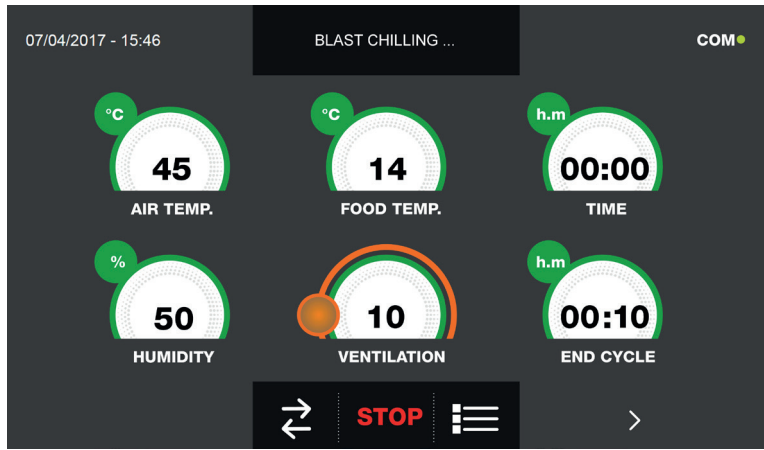 07/04/2017 - 15:46
BLAST CHILLING ...
COM
°C
45
AIR TEMP.
°C
14
FOOD TEMP.
h.m
00:00
TIME
%
50
HUMIDITY
10
VENTILATION
h.m
00:10
END CYCLE
STOP